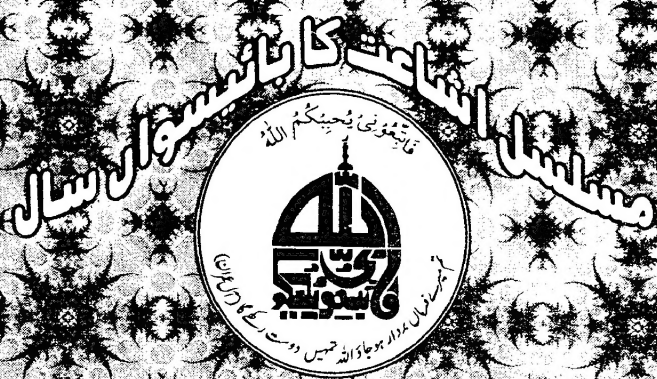 مسلسل اشاعت کا بائیسواں سال
فَاتَّبِعُوْنِیْ یُحْبِبْکُمُ اللّٰهُ
تم میرے فرماں بردار ہو جاؤ اللہ تمہیں دوست رکھے گا (آل عمران)